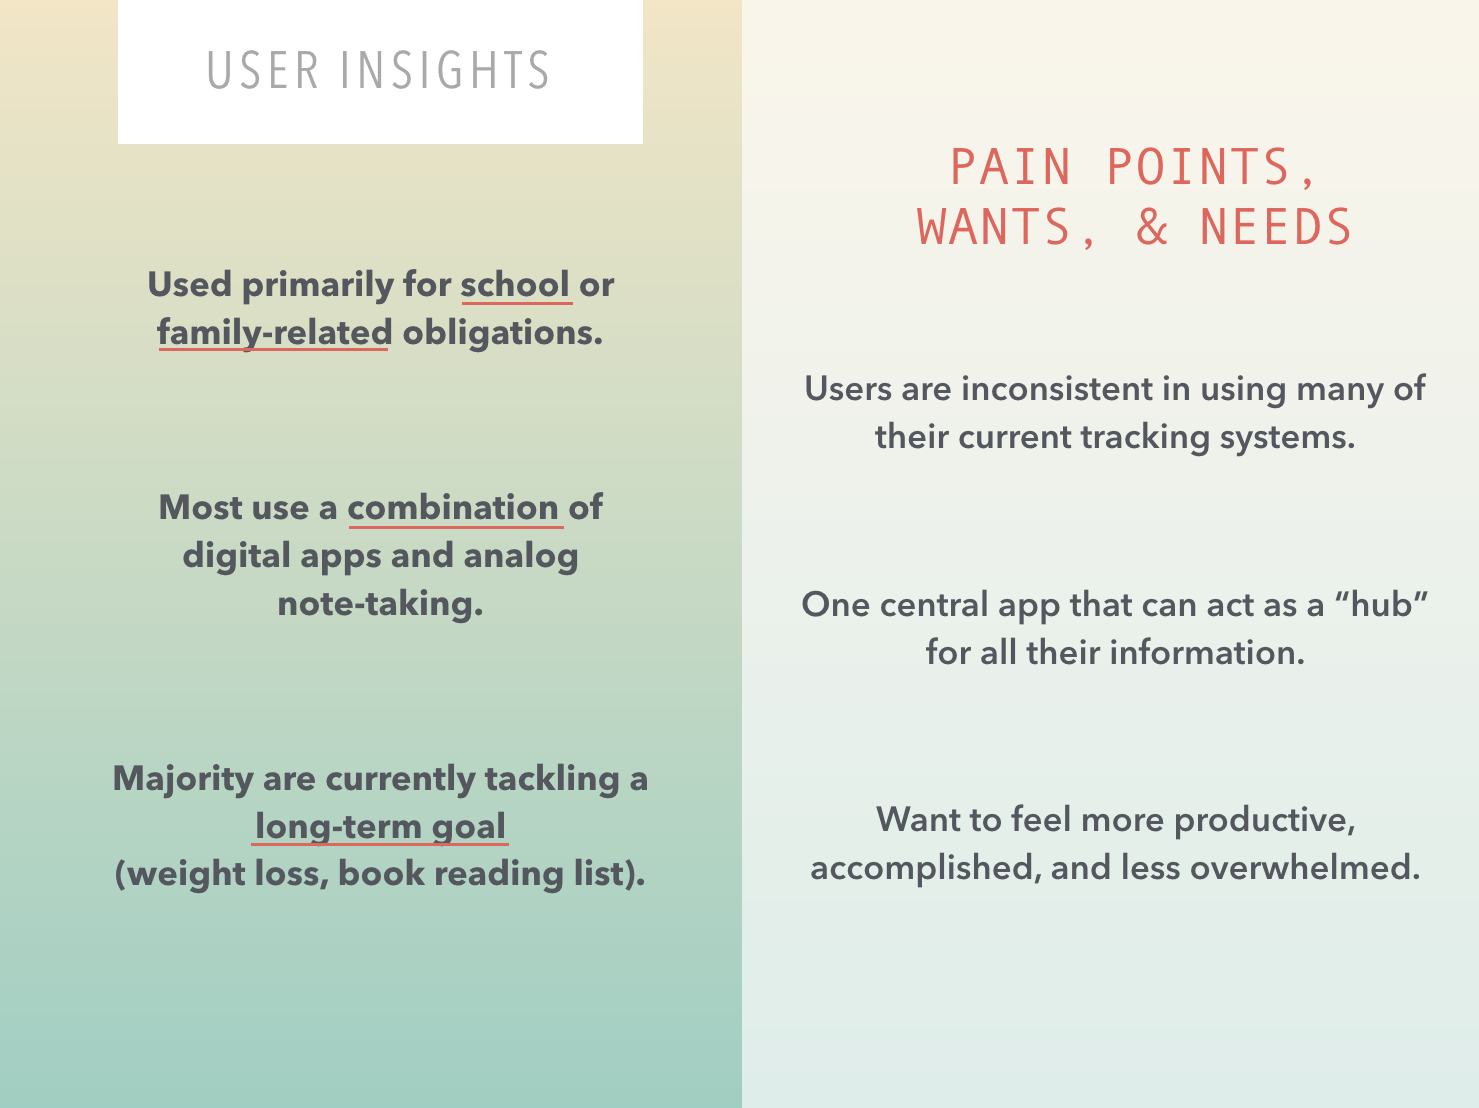 USER INSIGHTS
Used primarily for school or
family-related obligations.
Most use a combination of
digital apps and analog
note-taking.
Majority are currently tackling a
long-term goal
(weight loss, book reading list).
PAIN POINTS,
WANTS, & NEEDS
Users are inconsistent in using many of
their current tracking systems.
One central app that can act as a “hub”
for all their information.
Want to feel more productive,
accomplished, and less overwhelmed.